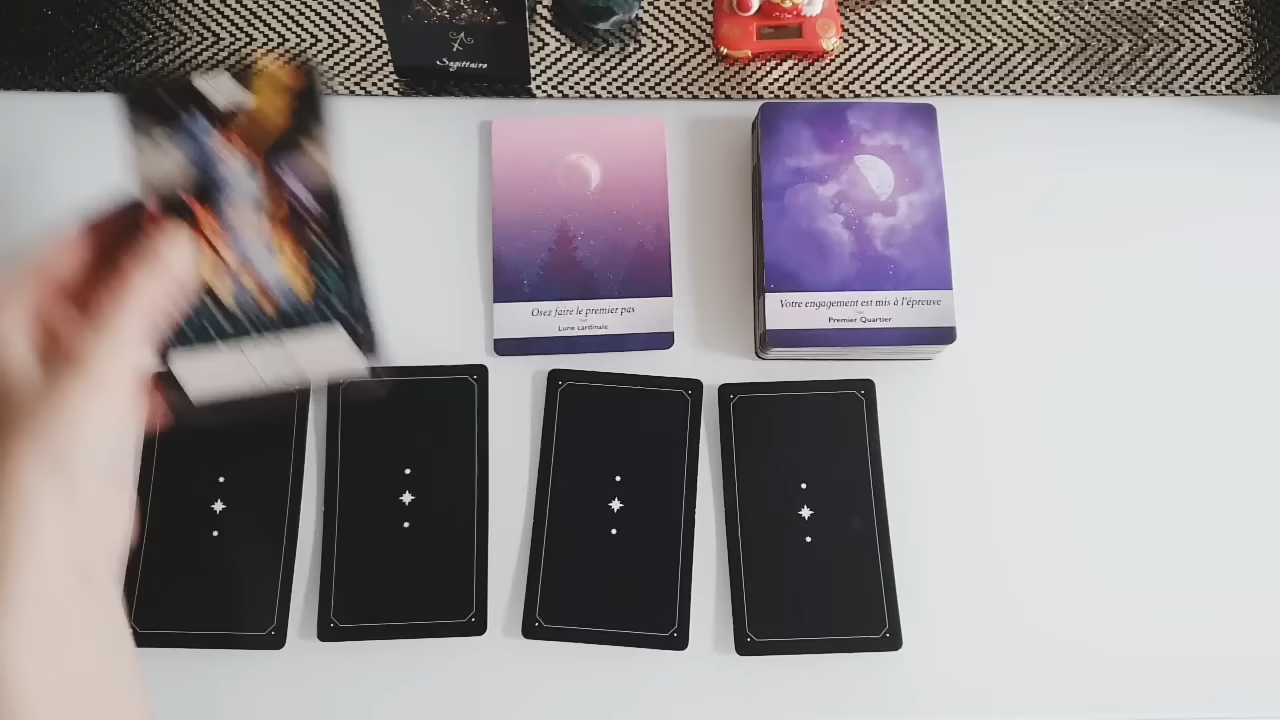 Sagittaire
Osez faire le premier pas
Lune cardinale
Votre engagement est mis à l'épreuve
Premier Quartier